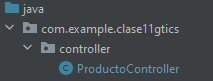 java
com.example.clase11gtics
controller
ProductoController